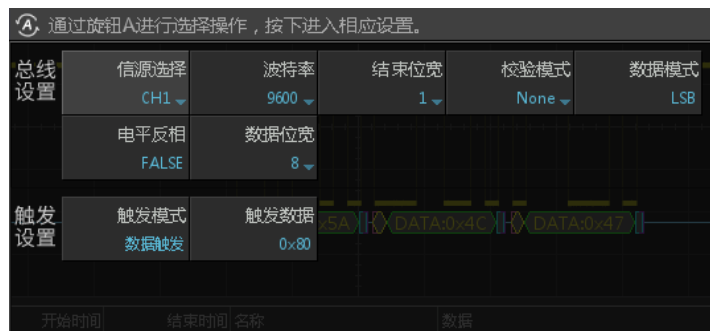 A 通过旋钮A进行选择操作，按下进入相应设置。
总线设置
信源选择 波特率 结束位宽 校验模式 数据模式
CH1 9600 1 None LSB
电平反相 数据位宽
FALSE 8
触发设置
触发模式 触发数据
数据触发 0x80
x5A DATA:0x4C DATA:0x47
开始时间 结束时间 名称 数据